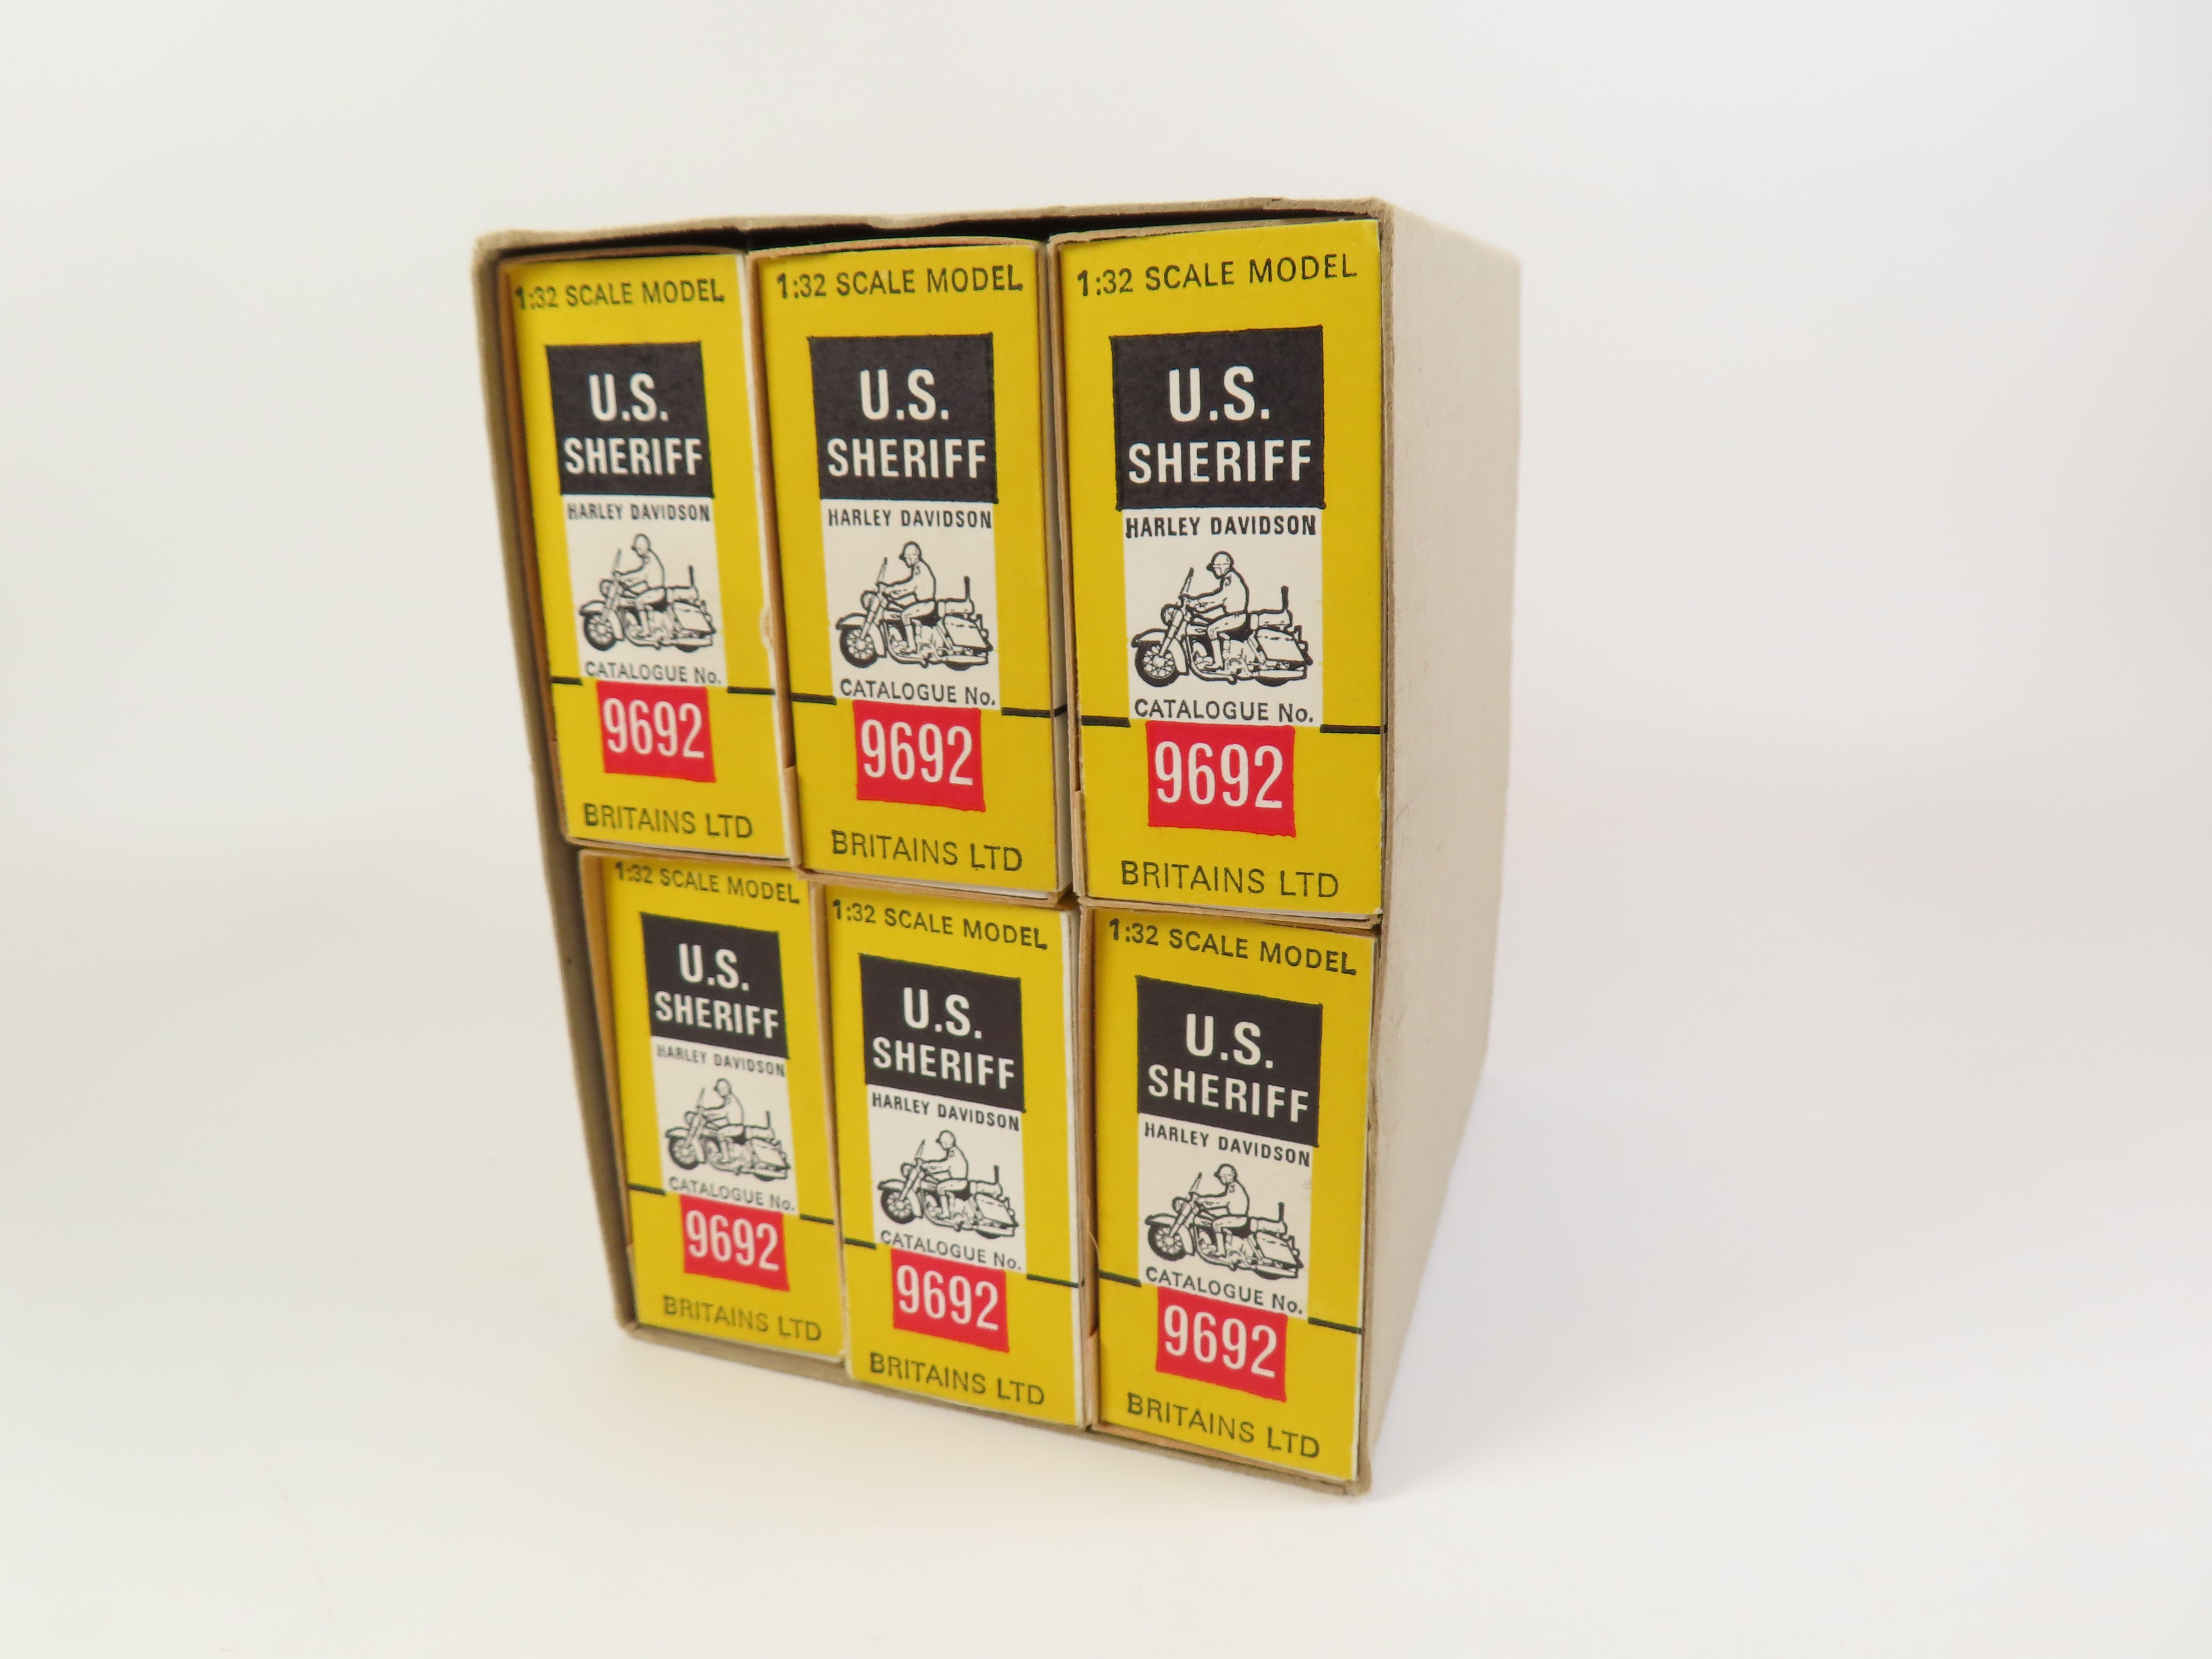 1:32 SCALE MODEL
U.S.
SHERIFF
HARLEY DAVIDSON
CATALOGUE No.
9692
BRITAINS LTD
1:32 SCALE MODEL
U.S.
SHERIFF
HARLEY DAVIDSON
CATALOGUE No.
9692
BRITAINS LTD
1:32 SCALE MODEL
U.S.
SHERIFF
HARLEY DAVIDSON
CATALOGUE No.
9692
BRITAINS LTD
1:32 SCALE MODEL
U.S.
SHERIFF
HARLEY DAVIDSON
CATALOGUE No.
9692
BRITAINS LTD
1:32 SCALE MODEL
U.S.
SHERIFF
HARLEY DAVIDSON
CATALOGUE No.
9692
BRITAINS LTD
1:32 SCALE MODEL
U.S.
SHERIFF
HARLEY DAVIDSON
CATALOGUE No.
9692
BRITAINS LTD